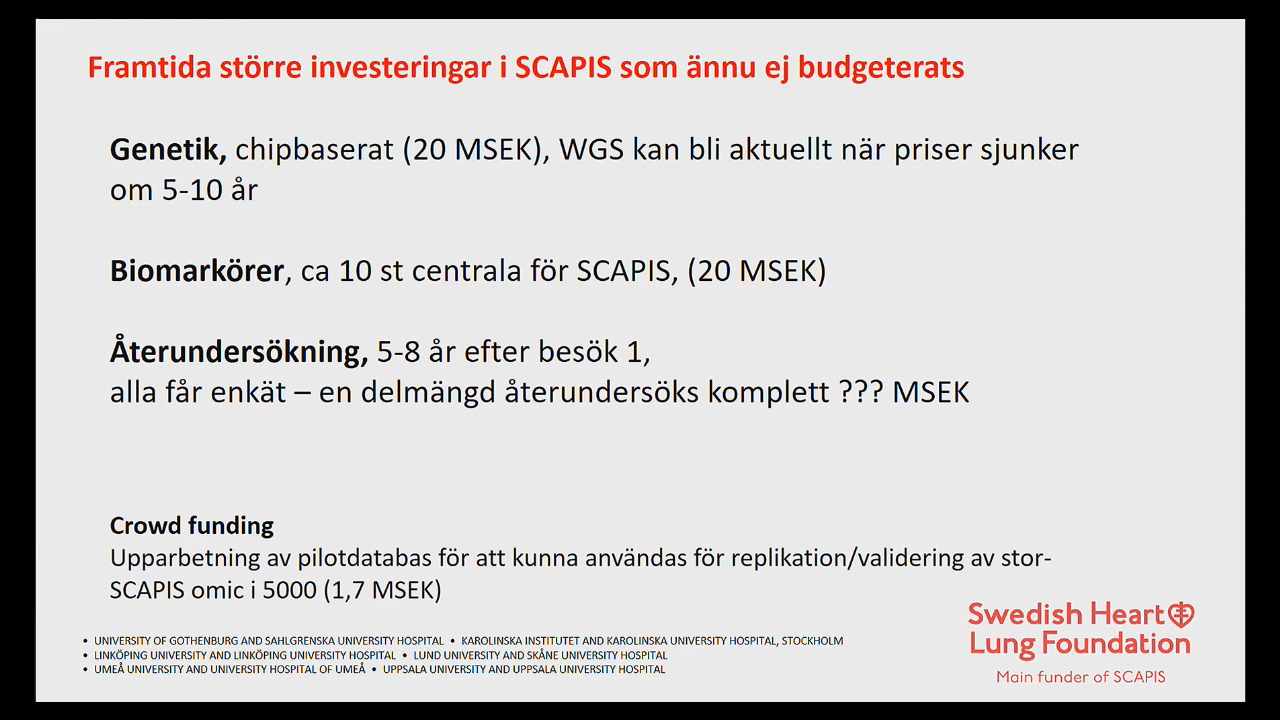 Framtida större investeringar i SCAPIS som ännu ej budgeterats
Genetik, chipbaserat (20 MSEK), WGS kan bli aktuellt när priser sjunker
om 5-10 år
Biomarkörer, ca 10 st centrala för SCAPIS, (20 MSEK)
Återundersökning, 5-8 år efter besök 1,
alla får enkät – en delmängd återundersöks komplett ??? MSEK
Crowd funding
Upparbetning av pilotdatabas för att kunna användas för replikation/validering av stor-
SCAPIS omic i 5000 (1,7 MSEK)
• UNIVERSITY OF GOTHENBURG AND SAHLGRENSKA UNIVERSITY HOSPITAL • KAROLINSKA INSTITUTET AND KAROLINSKA UNIVERSITY HOSPITAL, STOCKHOLM
• LINKÖPING UNIVERSITY AND LINKÖPING UNIVERSITY HOSPITAL • LUND UNIVERSITY AND SKÅNE UNIVERSITY HOSPITAL
• UMEÅ UNIVERSITY AND UNIVERSITY HOSPITAL OF UMEÅ • UPPSALA UNIVERSITY AND UPPSALA UNIVERSITY HOSPITAL
Swedish Heart
Lung Foundation
Main funder of SCAPIS